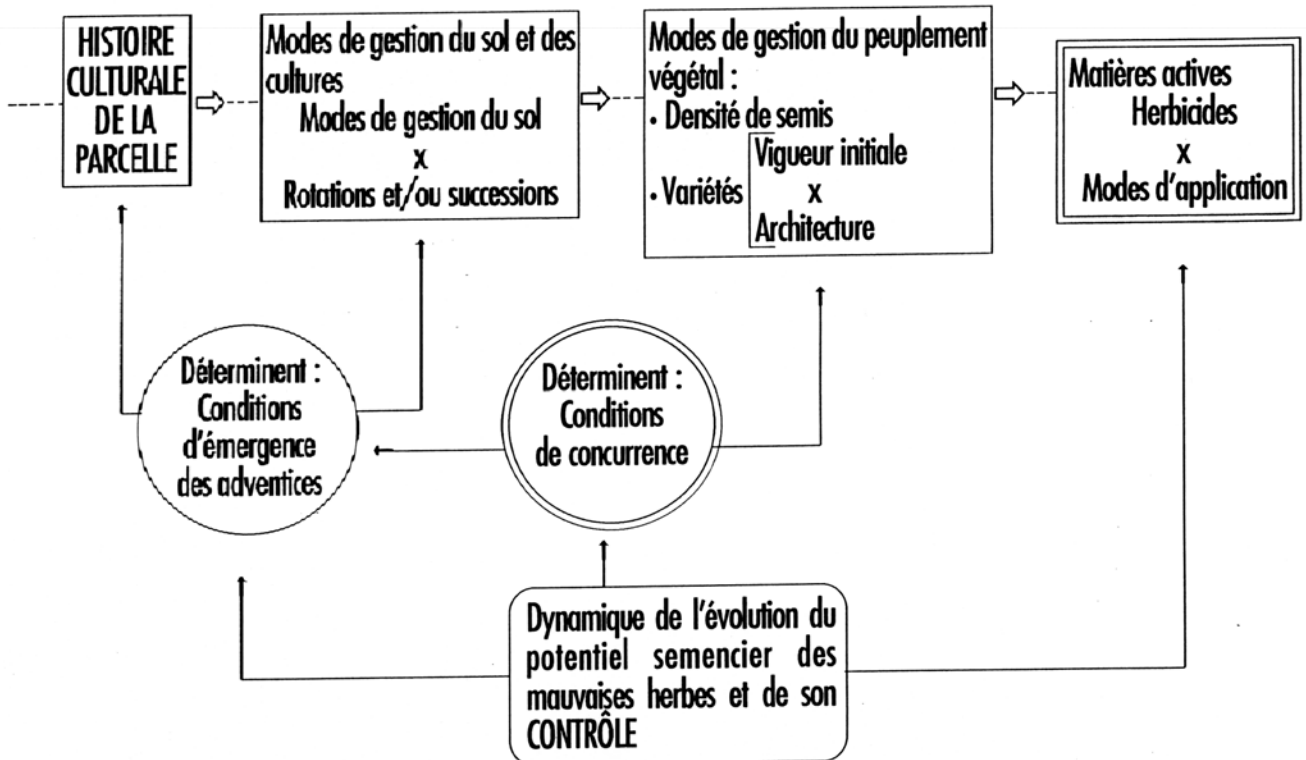 HISTOIRE
CULTURALE
DE LA
PARCELLE
Modes de gestion du sol et des
cultures
Modes de gestion du sol
x
Rotations et/ou successions
Modes de gestion du peuplement
végétal :
• Densité de semis
Vigueur initiale
• Variétés
x
Architecture
Matières actives
Herbicides
x
Modes d'application
Déterminent :
Conditions
d'émergence
des adventices
Déterminent :
Conditions
de concurrence
Dynamique de l'évolution du
potentiel semencier des
mauvaises herbes et de son
CONTRÔLE